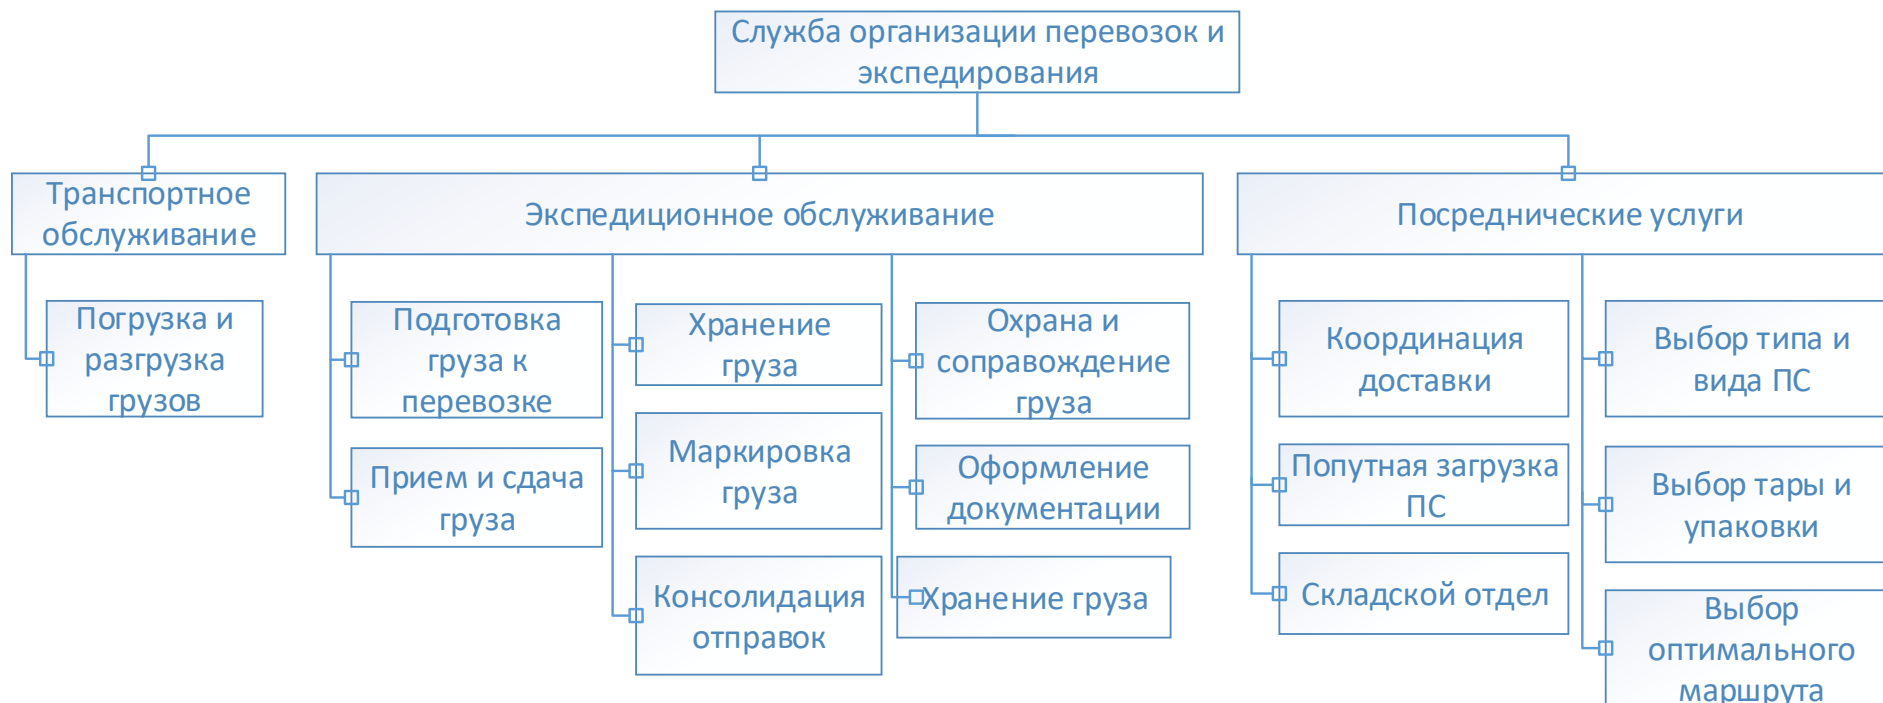 Служба организации перевозок и
экспедирования
Транспортное
обслуживание
Экспедиционное обслуживание
Посреднические услуги
Погрузка и
разгрузка
грузов
Подготовка
груза к
перевозке
Прием и сдача
груза
Хранение
груза
Маркировка
груза
Консолидация
отправок
Охрана и
соправождение
груза
Оформление
документации
Хранение груза
Координация
доставки
Попутная загрузка
ПС
Складской отдел
Выбор типа и
вида ПС
Выбор тары и
упаковки
Выбор
оптимального
маршрута